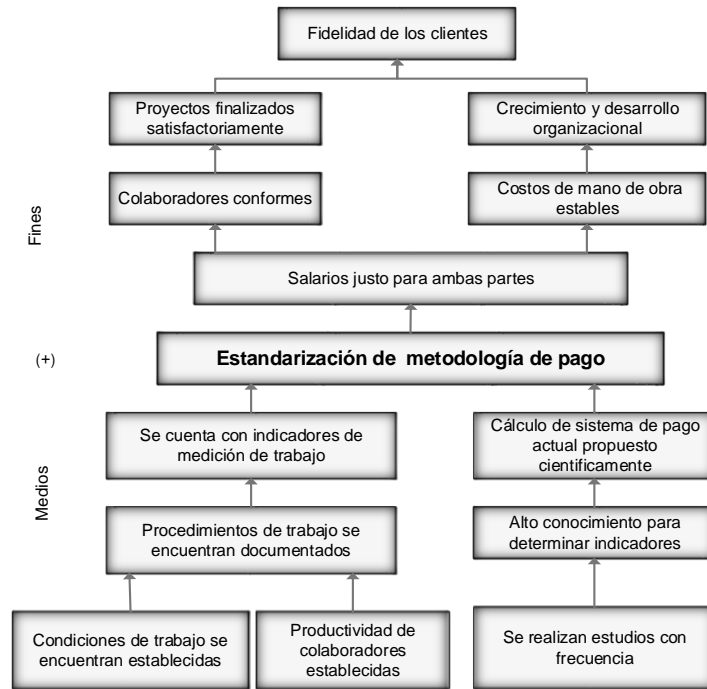 Fidelidad de los clientes
Proyectos finalizados
satisfactoriamente
Crecimiento y desarrollo
organizacional
Colaboradores conformes
Costos de mano de obra
estables
Fines
Salarios justo para ambas partes
(+)
Estandarización de metodología de pago
Se cuenta con indicadores de
medición de trabajo
Cálculo de sistema de pago
actual propuesto
cientificamente
Medios
Procedimientos de trabajo se
encuentran documentados
Alto conocimiento para
determinar indicadores
Condiciones de trabajo se
encuentran establecidas
Productividad de
colaboradores
establecidas
Se realizan estudios con
frecuencia